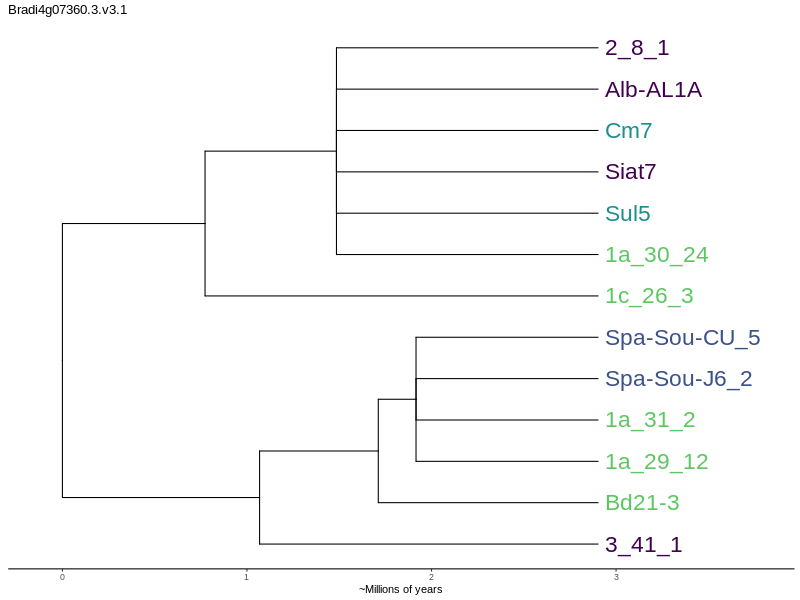 Bradi4g07360.3.v3.1
2_8_1
Alb-AL1A
Cm7
Siat7
Sul5
1a_30_24
1c_26_3
Spa-Sou-CU_5
Spa-Sou-J6_2
1a_31_2
1a_29_12
Bd21-3
3_41_1
0 1 2 3
~Millions of years